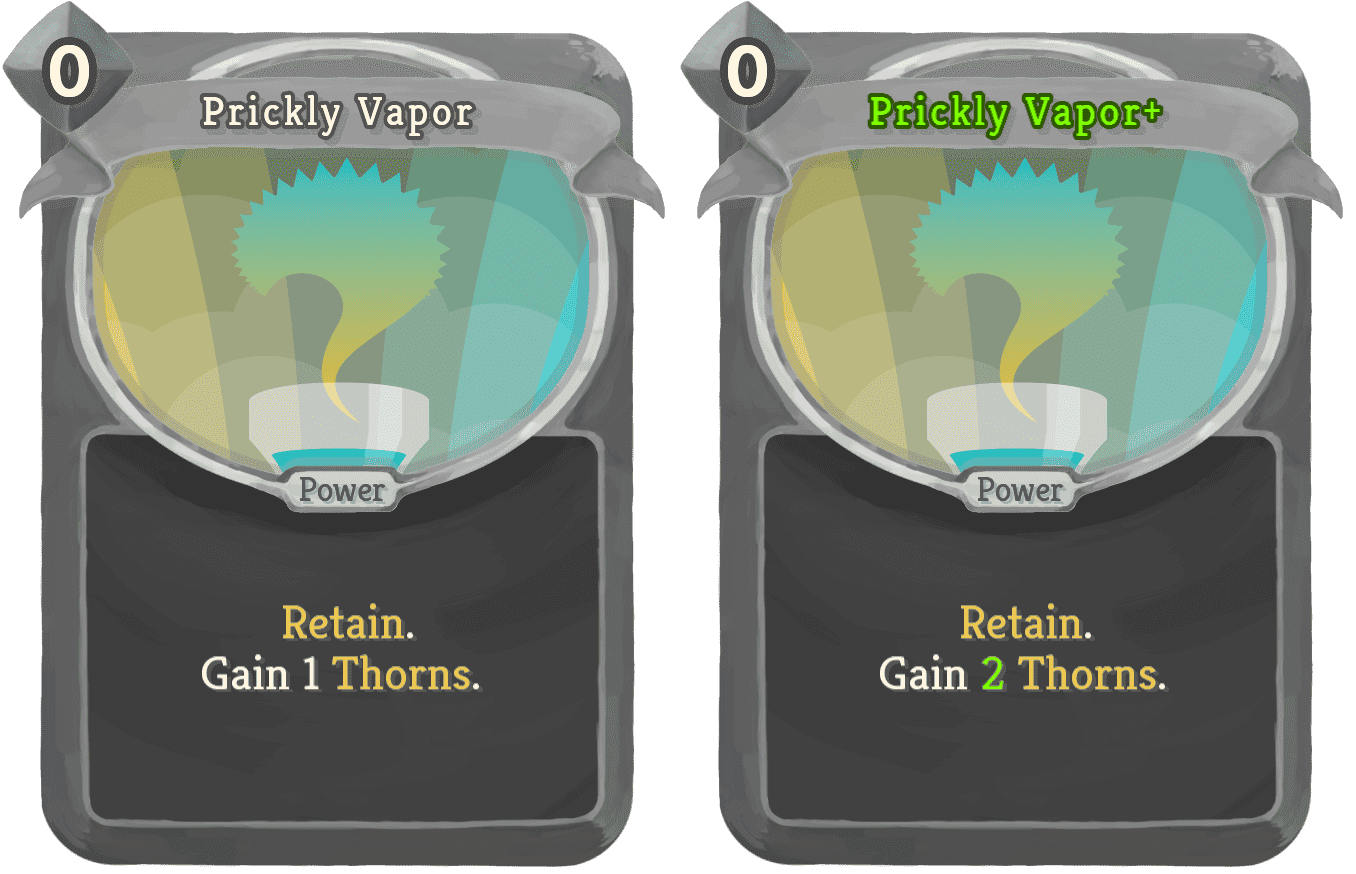 0
Prickly Vapor
Power
Retain.
Gain 1 Thorns.
0
Prickly Vapor+
Power
Retain.
Gain 2 Thorns.